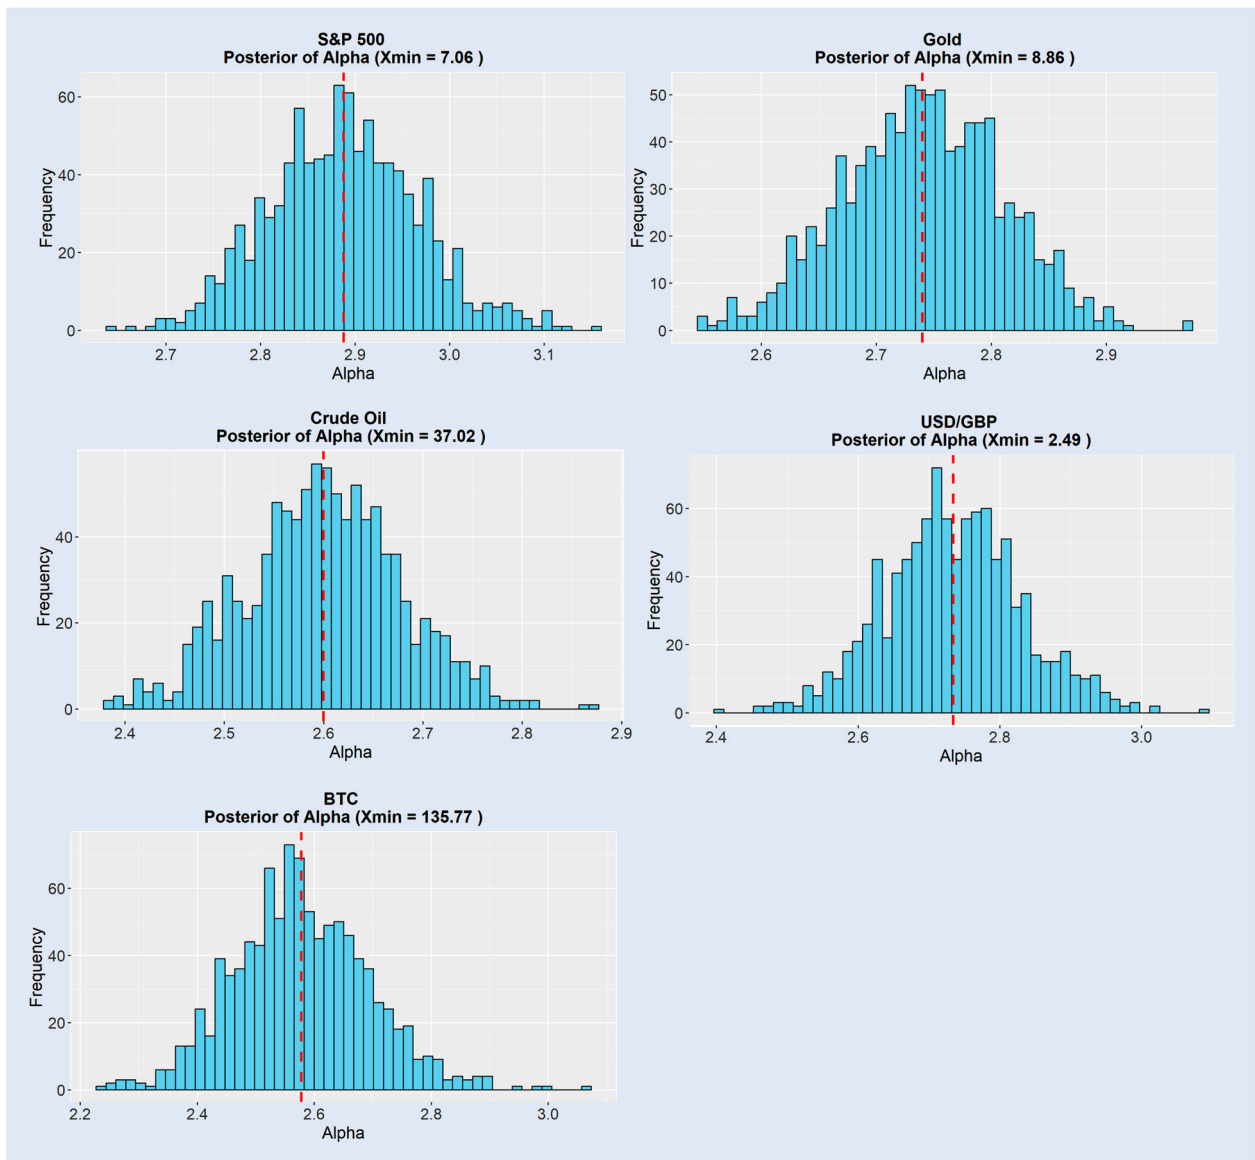 S&P 500
Posterior of Alpha (Xmin = 7.06 )
Frequency
60
40
20
0
2.7 2.8 2.9 3.0 3.1
Alpha
Gold
Posterior of Alpha (Xmin = 8.86 )
Frequency
50
40
30
20
10
0
2.6 2.7 2.8 2.9
Alpha
Crude Oil
Posterior of Alpha (Xmin = 37.02 )
Frequency
40
20
0
2.4 2.5 2.6 2.7 2.8 2.9
Alpha
USD/GBP
Posterior of Alpha (Xmin = 2.49 )
Frequency
60
40
20
0
2.4 2.6 2.8 3.0
Alpha
BTC
Posterior of Alpha (Xmin = 135.77 )
Frequency
60
40
20
0
2.2 2.4 2.6 2.8 3.0
Alpha